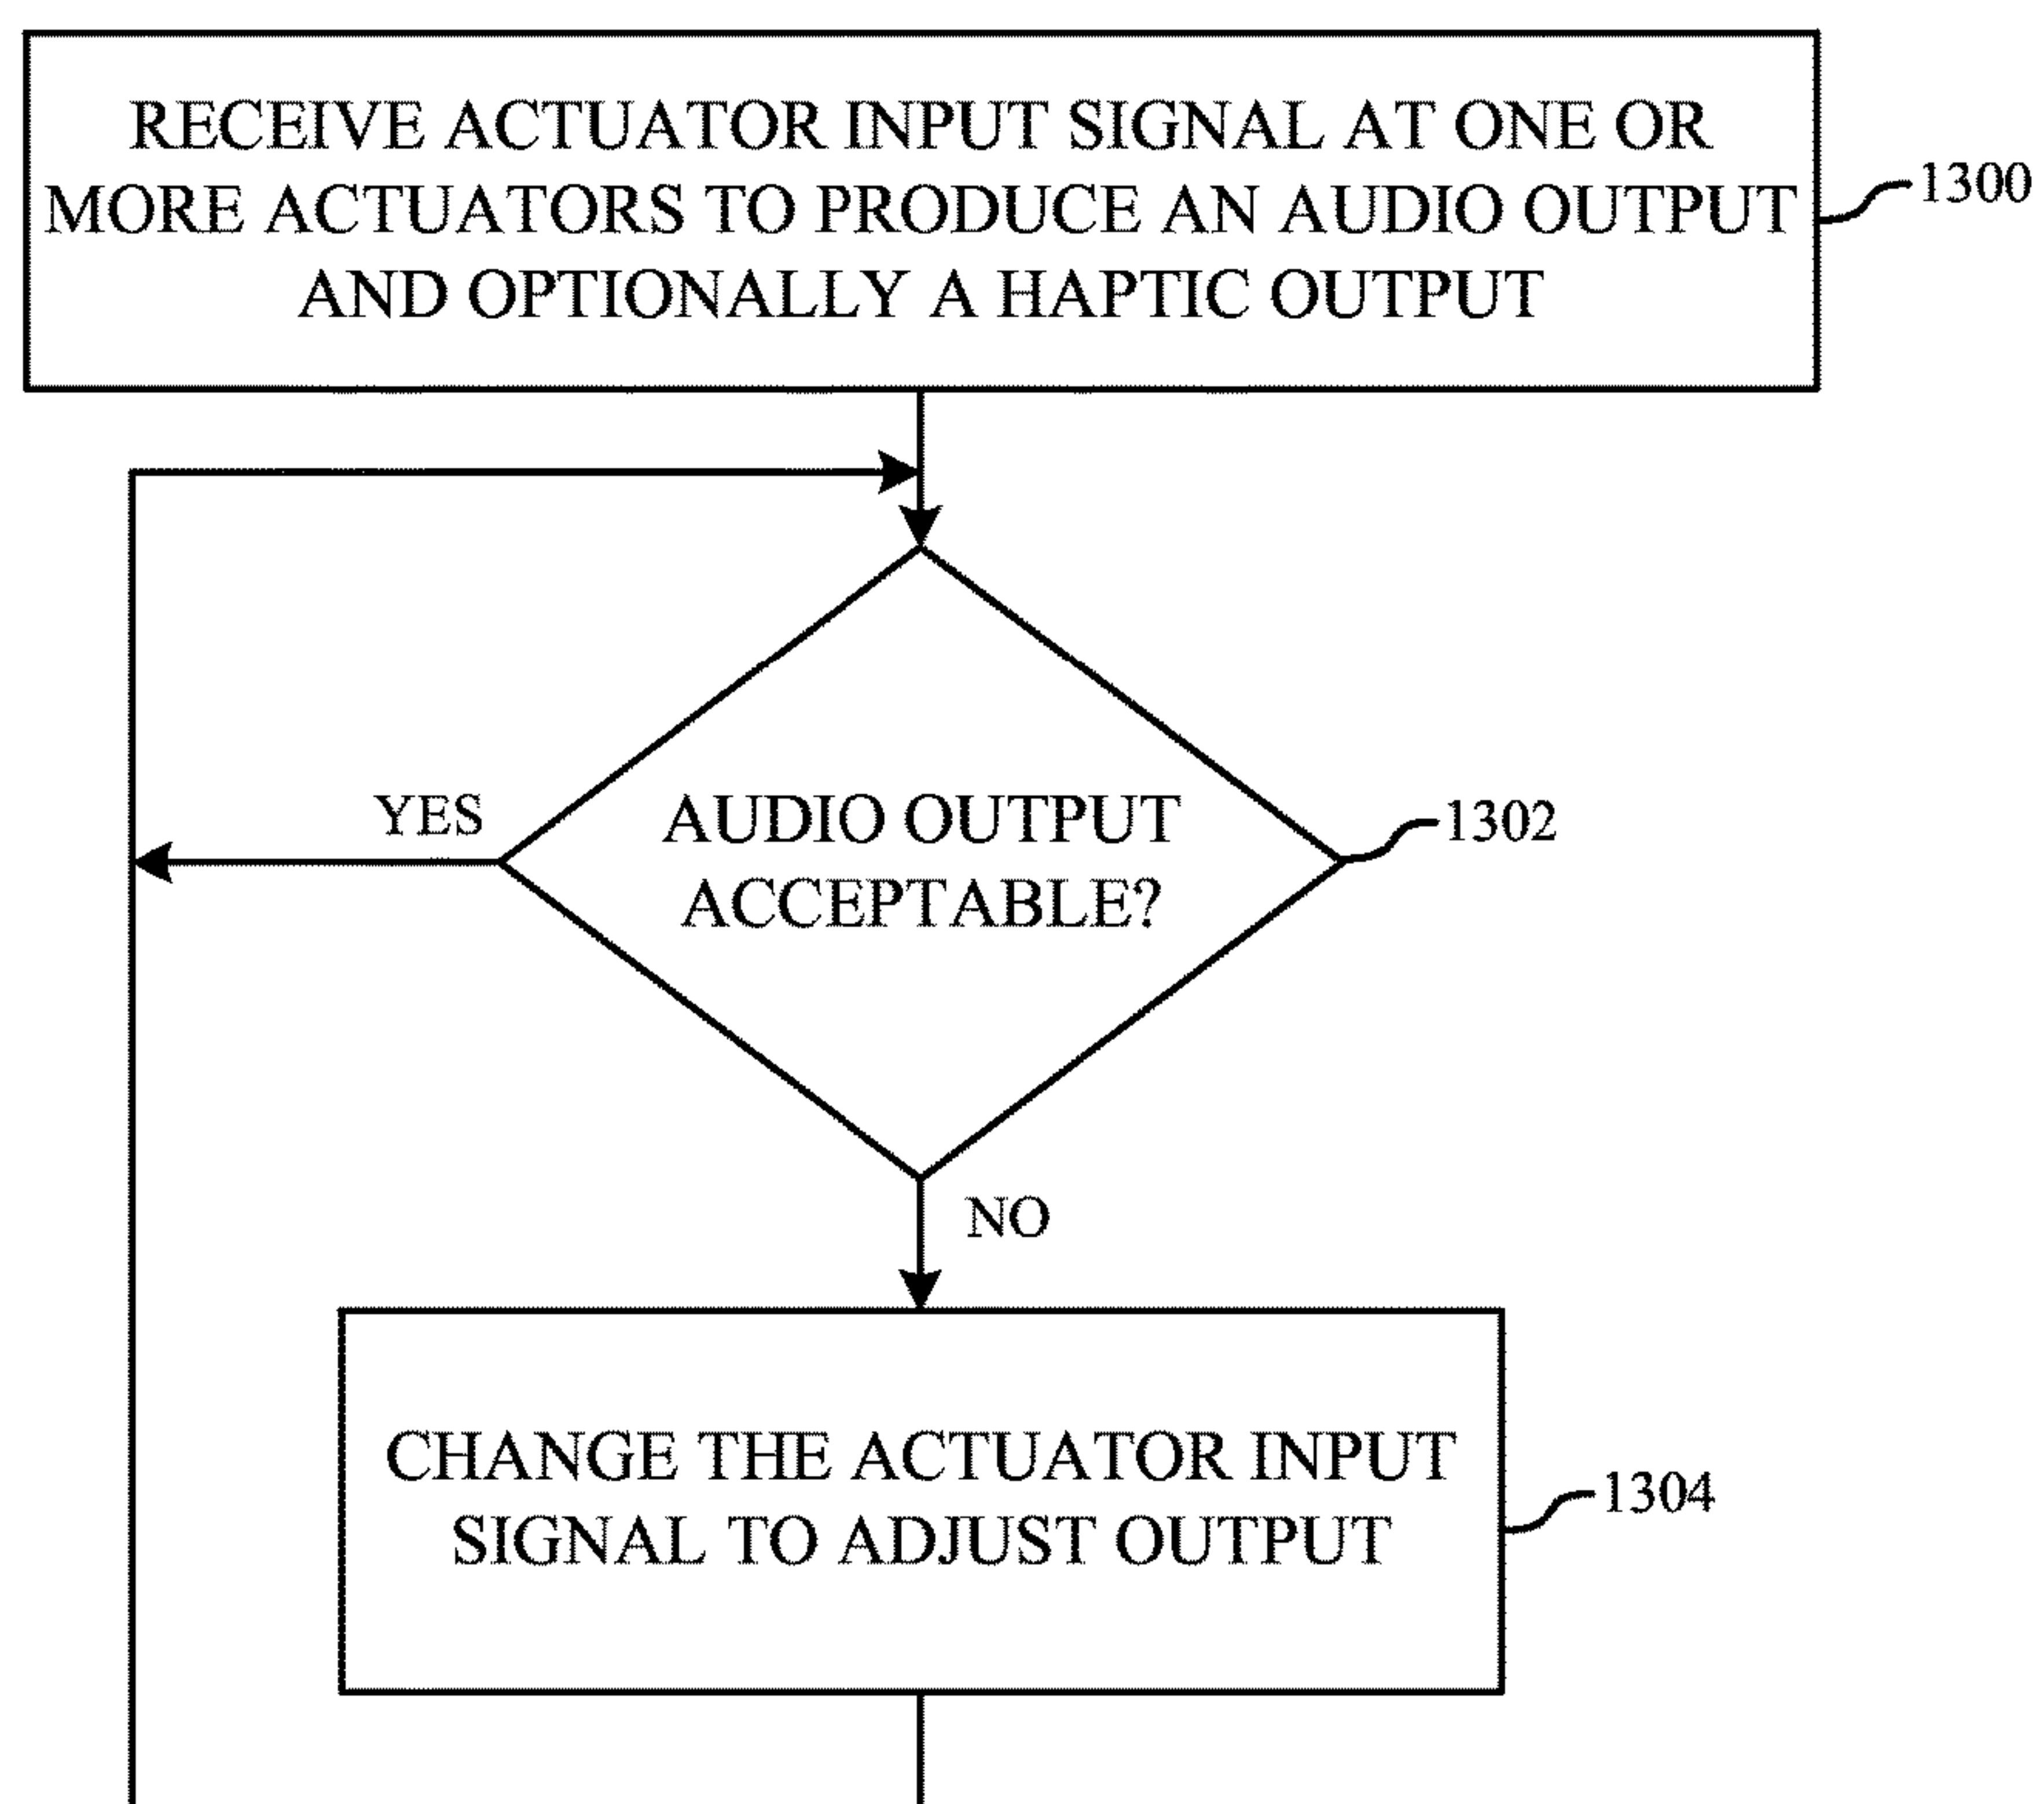 RECEIVE ACTUATOR INPUT SIGNAL AT ONE OR
MORE ACTUATORS TO PRODUCE AN AUDIO OUTPUT
AND OPTIONALLY A HAPTIC OUTPUT
1300
YES
AUDIO OUTPUT
ACCEPTABLE?
1302
NO
CHANGE THE ACTUATOR INPUT
SIGNAL TO ADJUST OUTPUT
1304